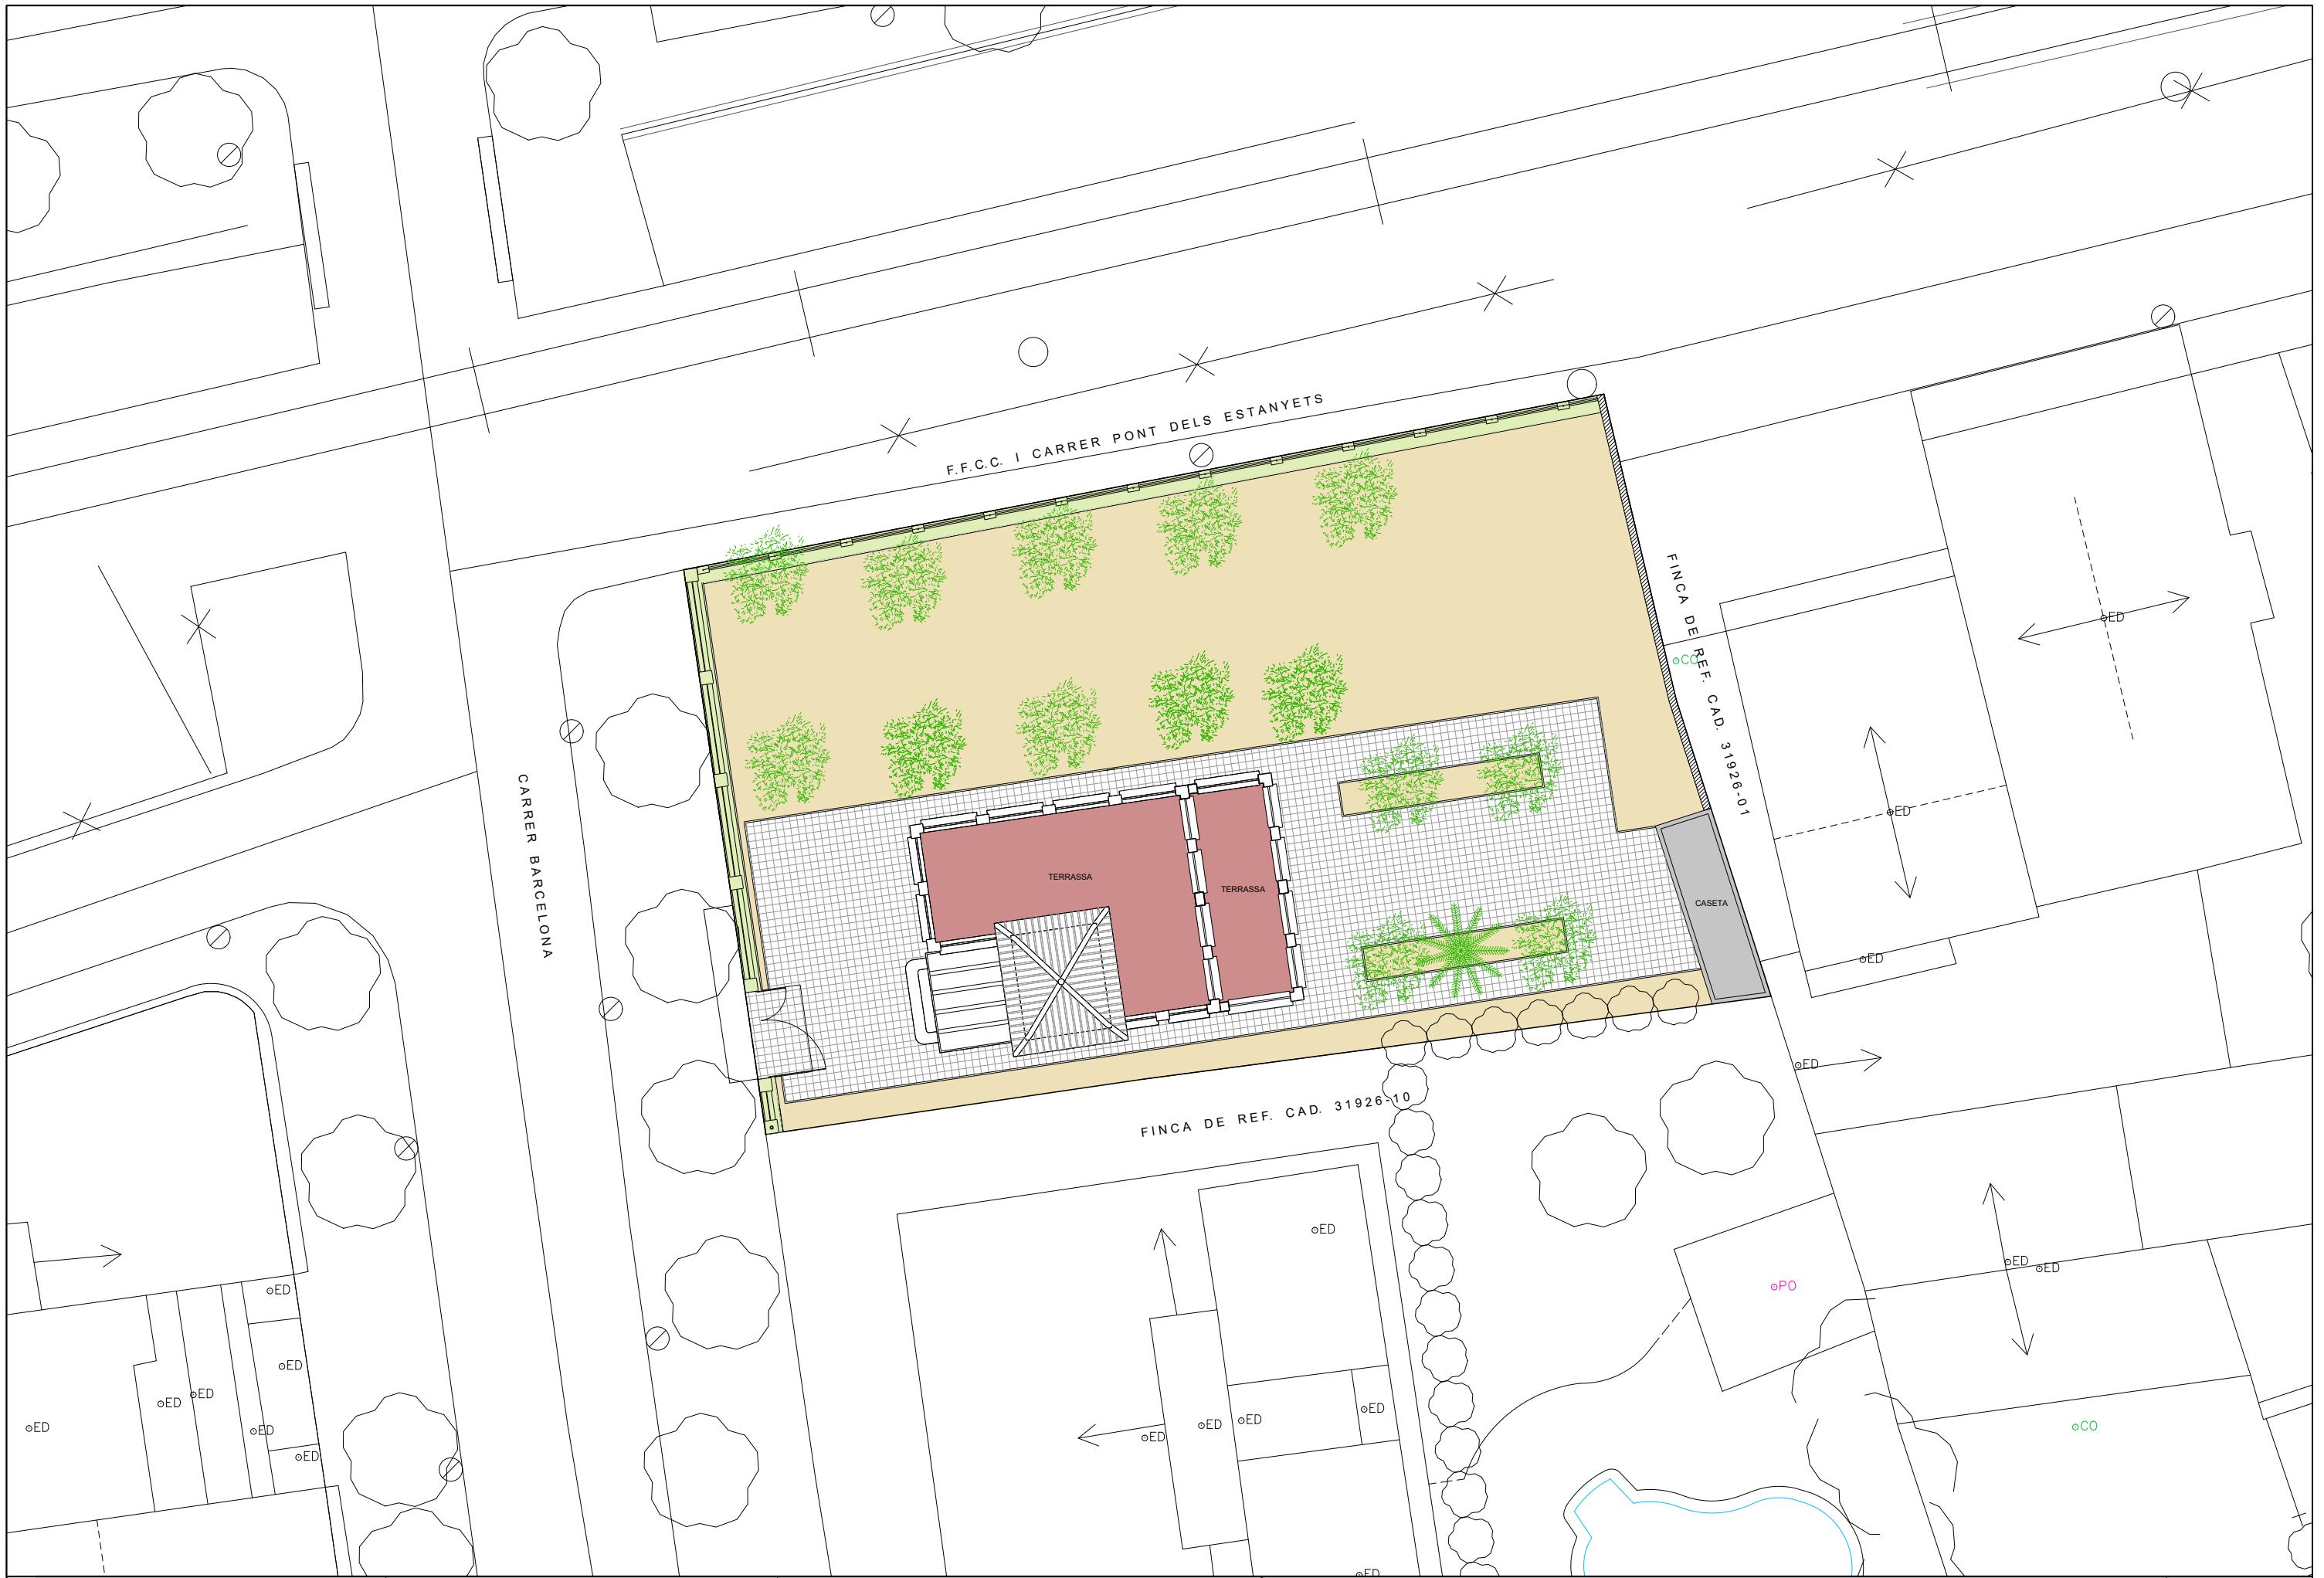 F.F.C.C. I CARRER PONT DELS ESTANYETS
FINCA DE REF. CAD. 31926-01
CO
ED
ED
CARRER BARCELONA
TERRASSA
TERRASSA
CASETA
ED
ED
FINCA DE REF. CAD. 31926-10
ED
ED
ED
PO
ED
ED
ED
ED
ED
ED
ED
ED
ED
ED
ED
ED
CO
ED
ED